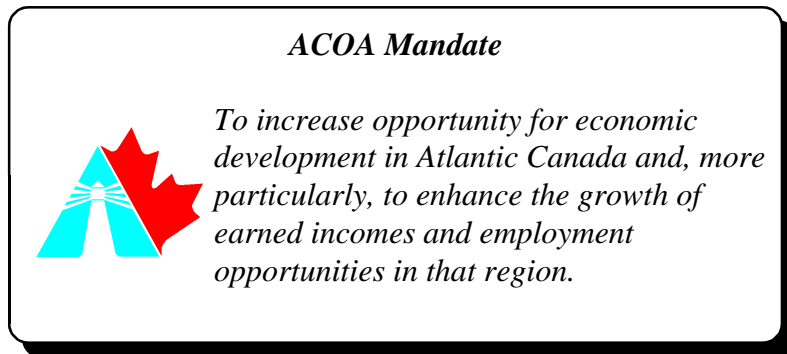 ACOA Mandate
To increase opportunity for economic
development in Atlantic Canada and, more
particularly, to enhance the growth of
earned incomes and employment
opportunities in that region.